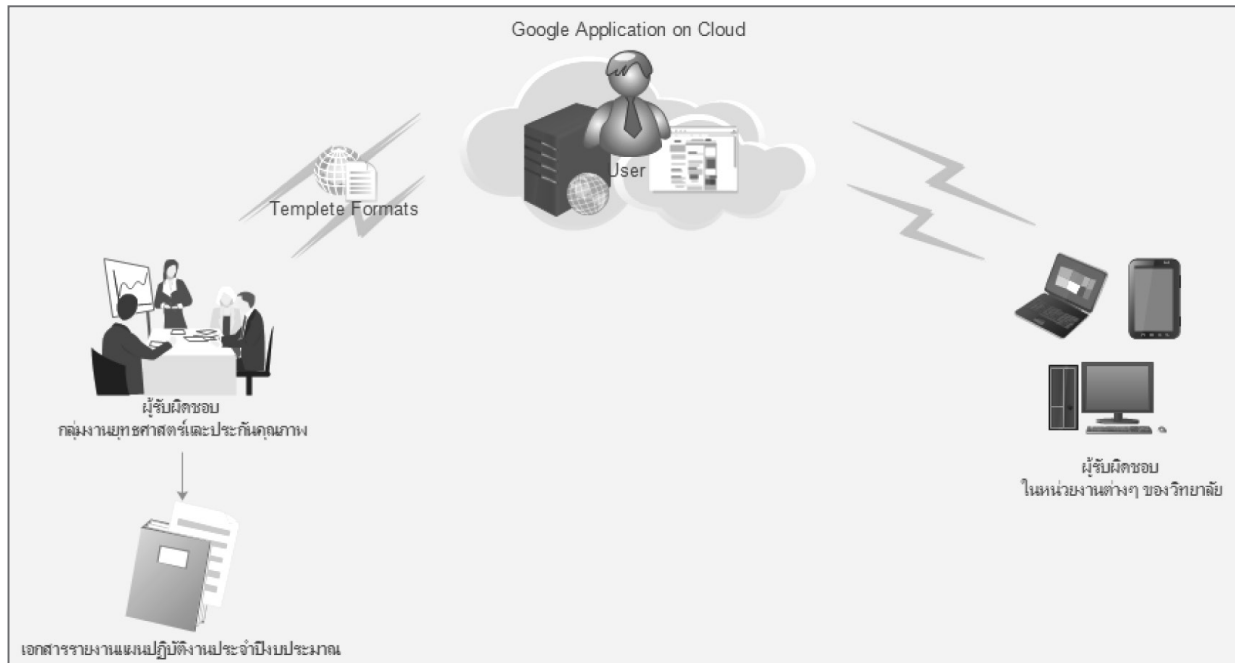 Google Application on Cloud
User
Templete Formats
ผู้รับผิดชอบ
กลุ่มงานยุทธศาสตร์และประกันคุณภาพ
ผู้รับผิดชอบ
ในหน่วยงานต่างๆ ของวิทยาลัย
เอกสารรายงานแผนปฏิบัติงานประจำปีงบประมาณ